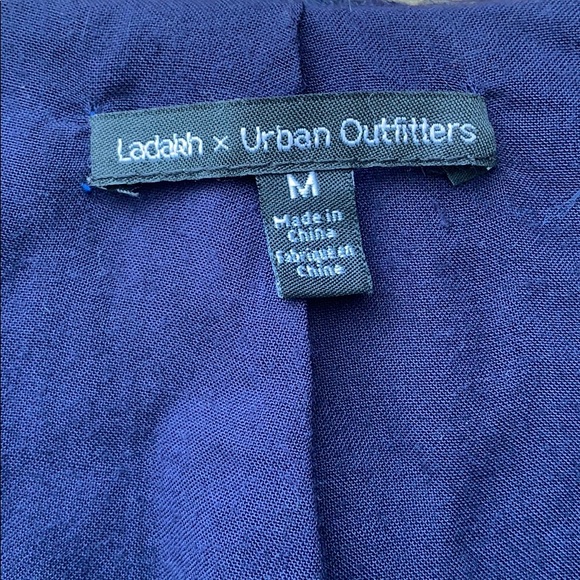 Ladakh x Urban Outfitters
M
Made in
China
Fabriqué en
Chine